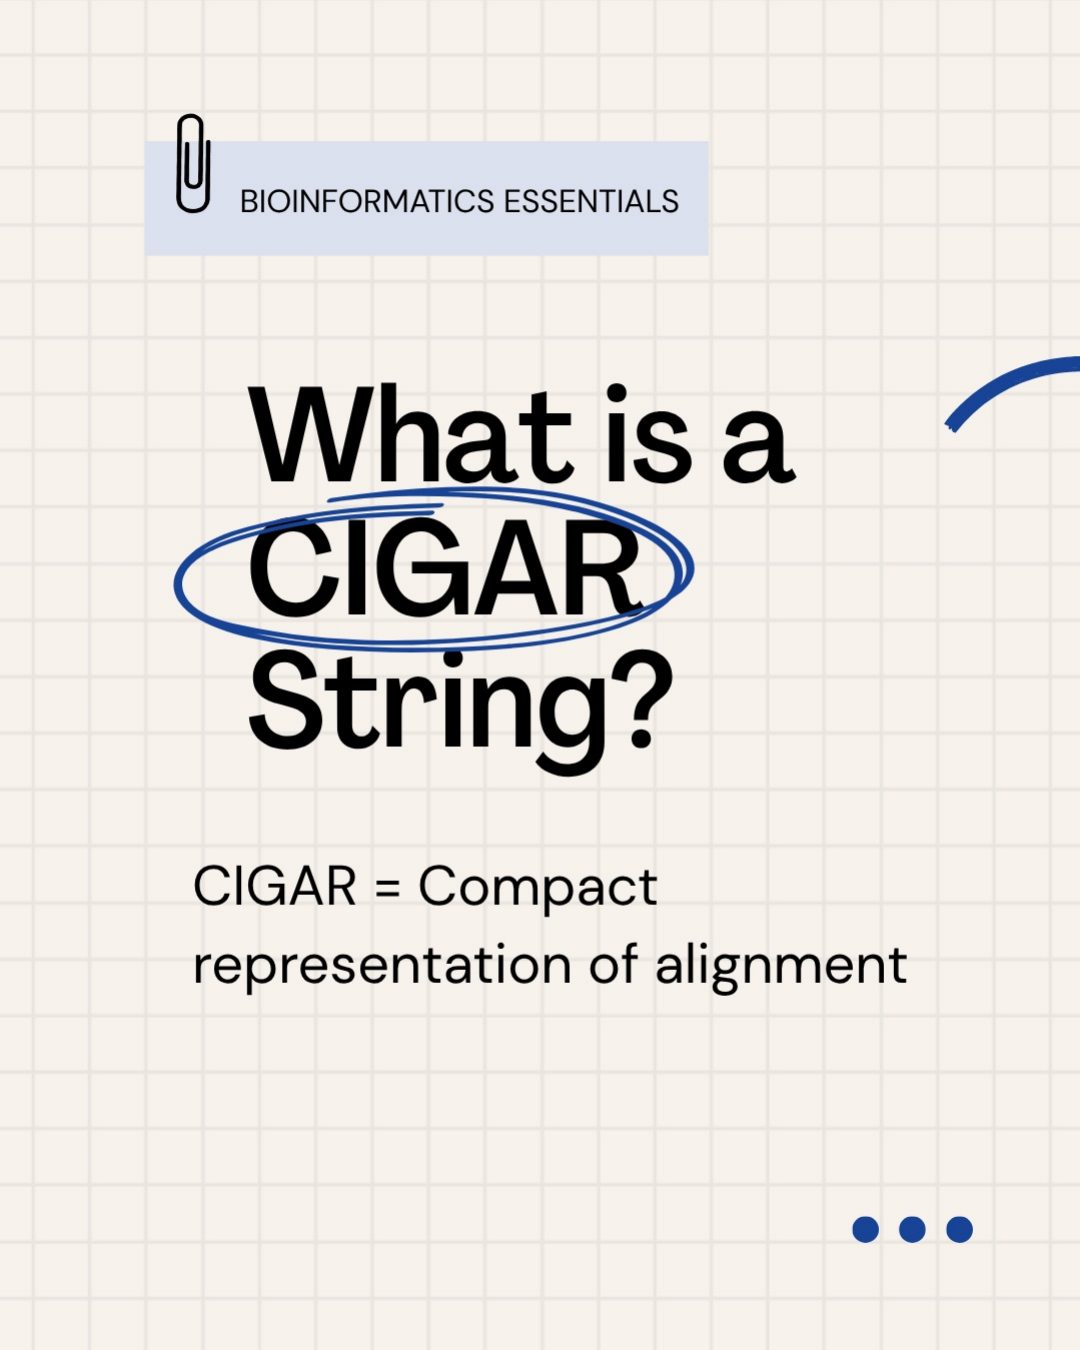 BIOINFORMATICS ESSENTIALS
What is a
CIGAR
String?
CIGAR = Compact
representation of alignment